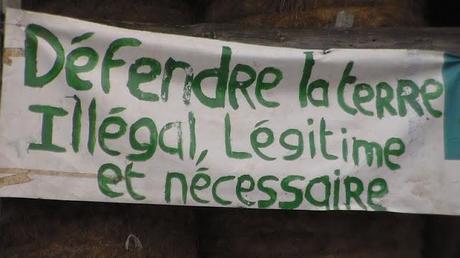 Défendre la terre
Illégal, Légitime
et nécessaire